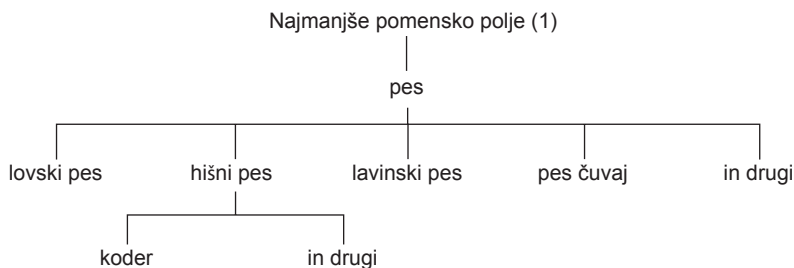 Najmanjše pomensko polje (1)
pes
lovski pes hišni pes lavinski pes pes čuvaj in drugi
koder in drugi